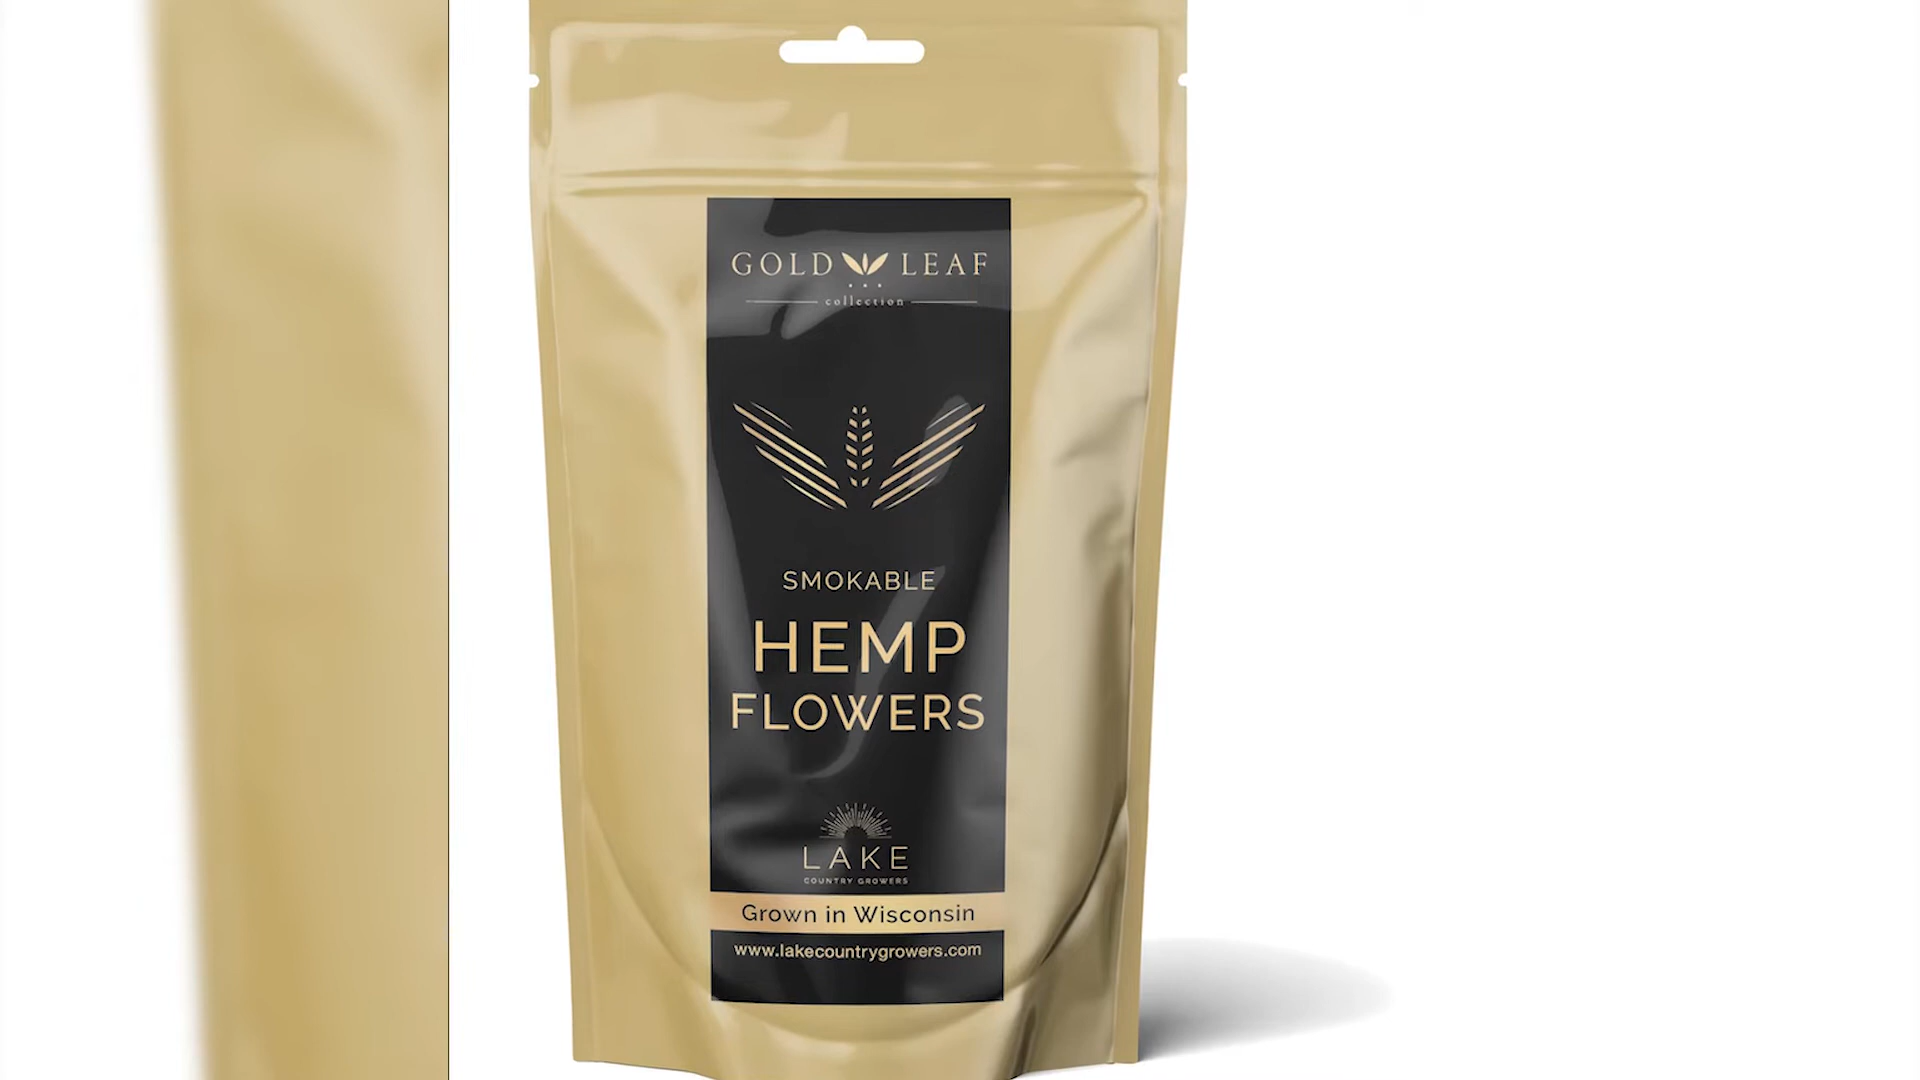 GOLD LEAF
collection
SMOKABLE
HEMP
FLOWERS
LAKE
COUNTRY GROWERS
Grown in Wisconsin
www.lakecountrygrowers.com